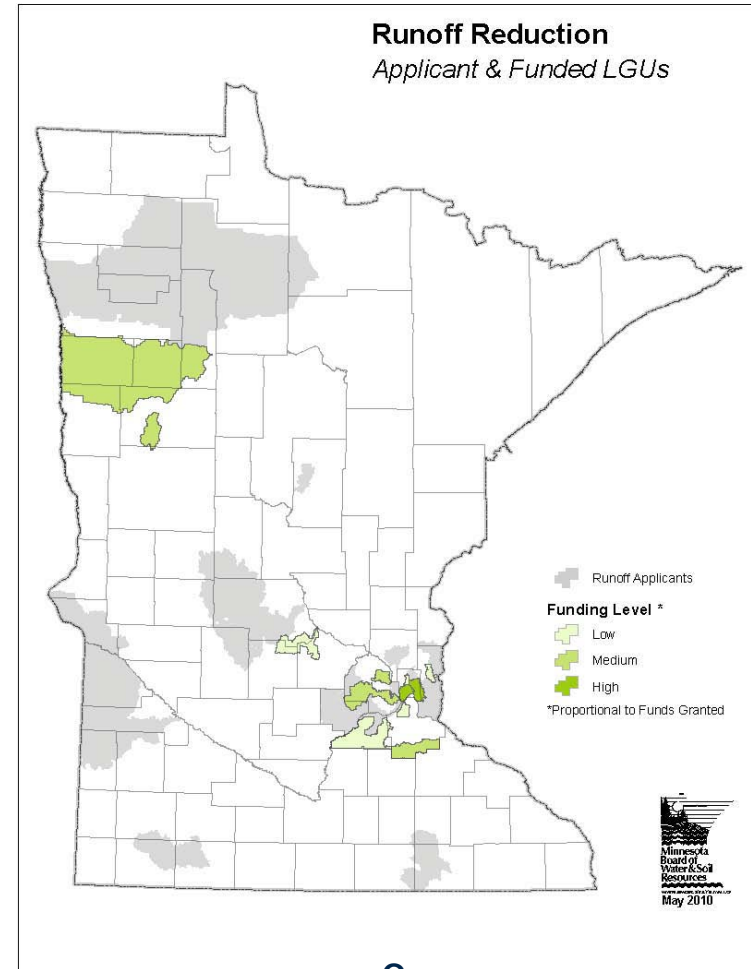 Runoff Reduction
Applicant & Funded LGUs
Runoff Applicants
Funding Level *
Low
Medium
High
*Proportional to Funds Granted
Minnesota
Board of
Water & Soil
Resources
May 2010